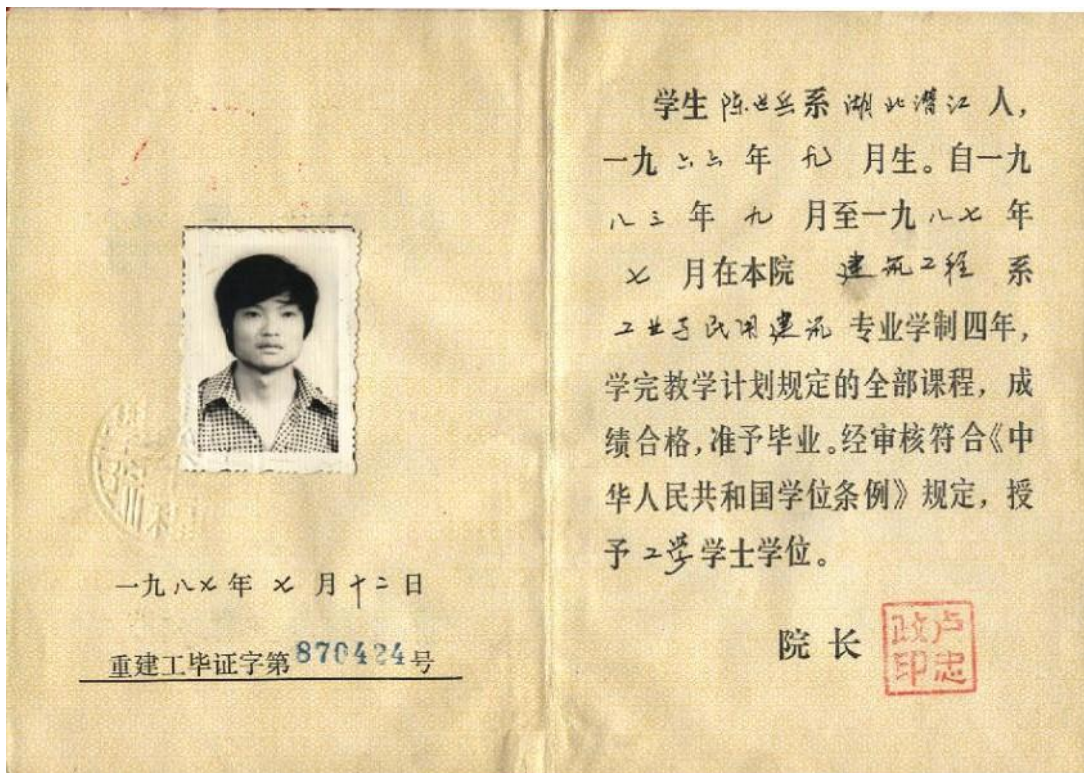 一九八七年 七 月十二日
重建工毕证字第870424号
学生 陈世兵系 湖北潜江 人,
一九六六 年 九 月生。自一九
八三 年 九 月至一九八七 年
七 月在本院 建筑工程 系
工业与民用建筑 专业学制四年,
学完教学计划规定的全部课程, 成
绩合格,准予毕业。经审核符合《中
华人民共和国学位条例》规定, 授
予 工学 学士学位。
院 长
卢忠
政印